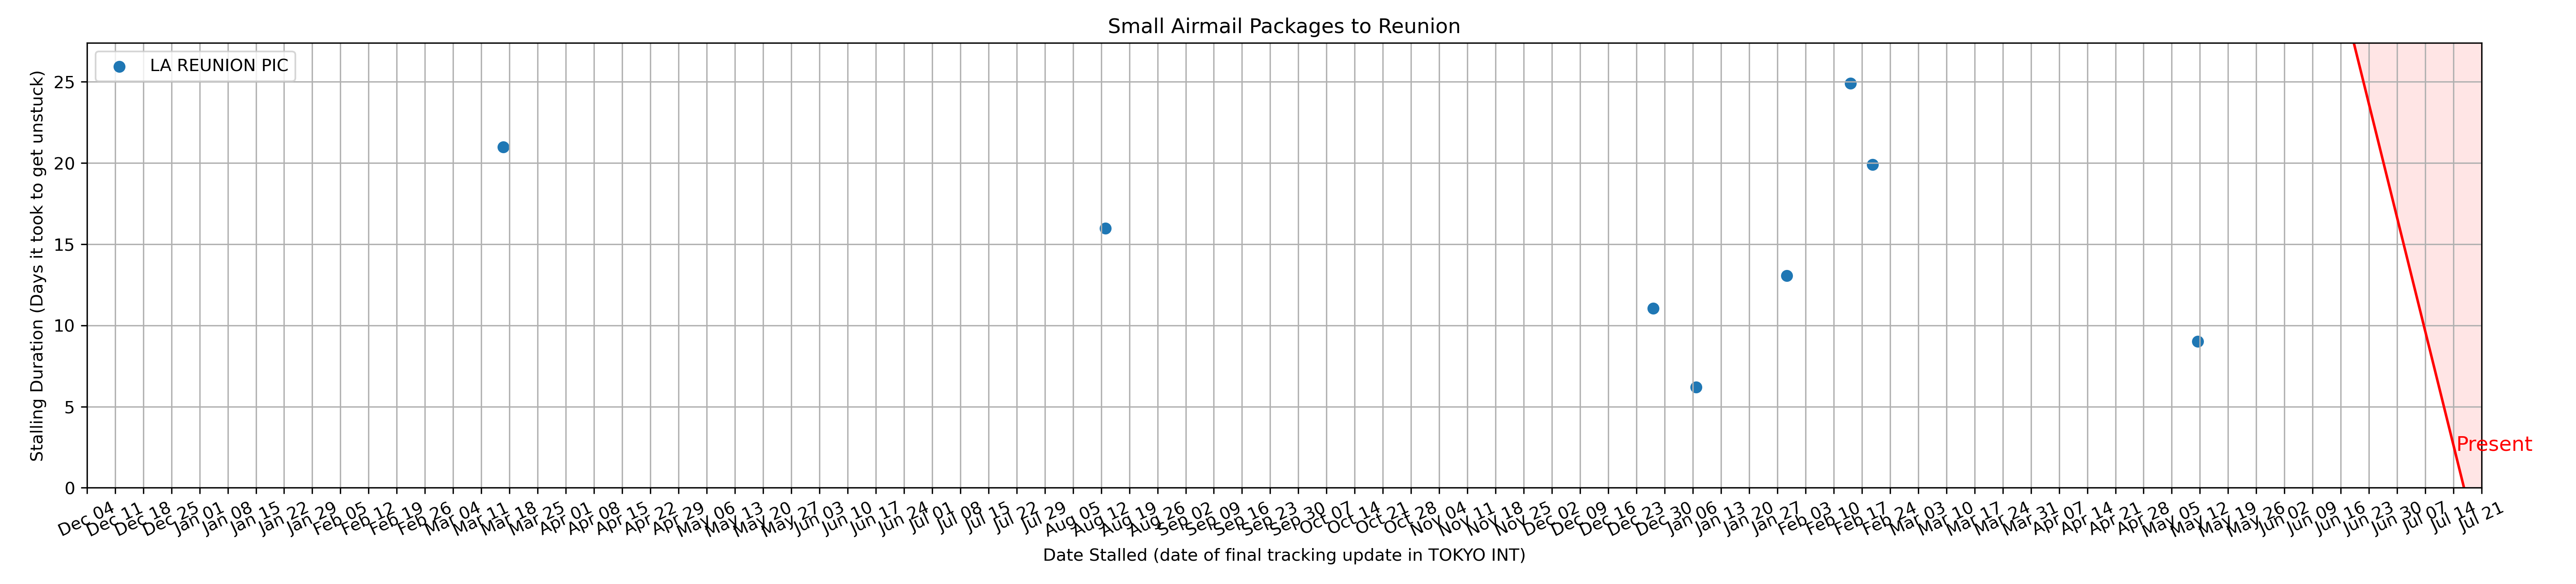 Small Airmail Packages to Reunion
LA REUNION PIC
Stalling Duration (Days it took to get unstuck)
25
20
15
10
5
0
Present
Dec 04 Dec 11 Dec 18 Dec 25 Jan 01 Jan 08 Jan 15 Jan 22 Jan 29 Feb 05 Feb 12 Feb 19 Feb 26 Mar 04 Mar 11 Mar 18 Mar 25 Apr 01 Apr 08 Apr 15 Apr 22 Apr 29 May 06 May 13 May 20 May 27 Jun 03 Jun 10 Jun 17 Jun 24 Jul 01 Jul 08 Jul 15 Jul 22 Jul 29 Aug 05 Aug 12 Aug 19 Aug 26 Sep 02 Sep 09 Sep 16 Sep 23 Sep 30 Oct 07 Oct 14 Oct 21 Oct 28 Nov 04 Nov 11 Nov 18 Nov 25 Dec 02 Dec 09 Dec 16 Dec 23 Dec 30 Jan 06 Jan 13 Jan 20 Jan 27 Feb 03 Feb 10 Feb 17 Feb 24 Mar 03 Mar 10 Mar 17 Mar 24 Mar 31 Apr 07 Apr 14 Apr 21 Apr 28 May 05 May 12 May 19 May 26 Jun 02 Jun 09 Jun 16 Jun 23 Jun 30 Jul 07 Jul 14 Jul 21
Date Stalled (date of final tracking update in TOKYO INT)